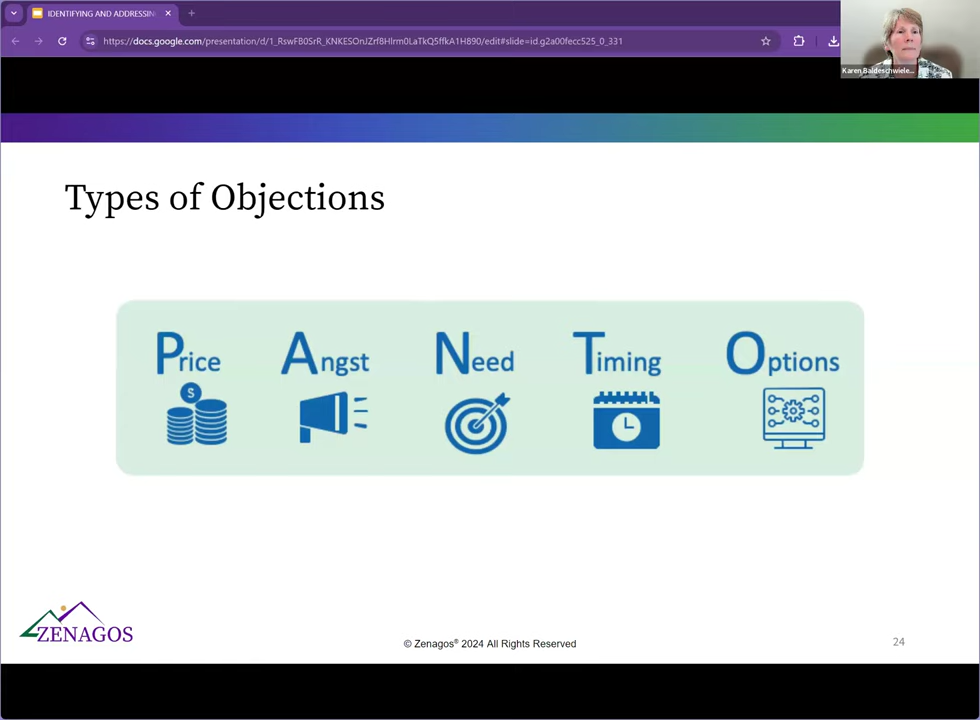 IDENTIFYING AND ADDRESSIN
https://docs.google.com/presentation/d/1_RswFB0SrR_KNKESOnJZrf8HIrm0LaTkQ5ffkA1H890/edit#slide=id.g2a00fecc525_0_331
Karen Baldeschwiele...
Types of Objections
Price Angst Need Timing Options
$
ZENAGOS
© Zenagos® 2024 All Rights Reserved
24